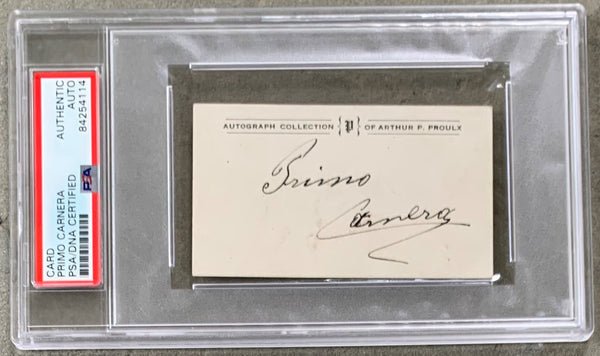 CARD
PRIMO CARNERA
PSA/DNA CERTIFIED
AUTHENTIC
AUTO
84254114
PSA
AUTOGRAPH COLLECTION P OF ARTHUR P. PROULX
Primo
Carnera